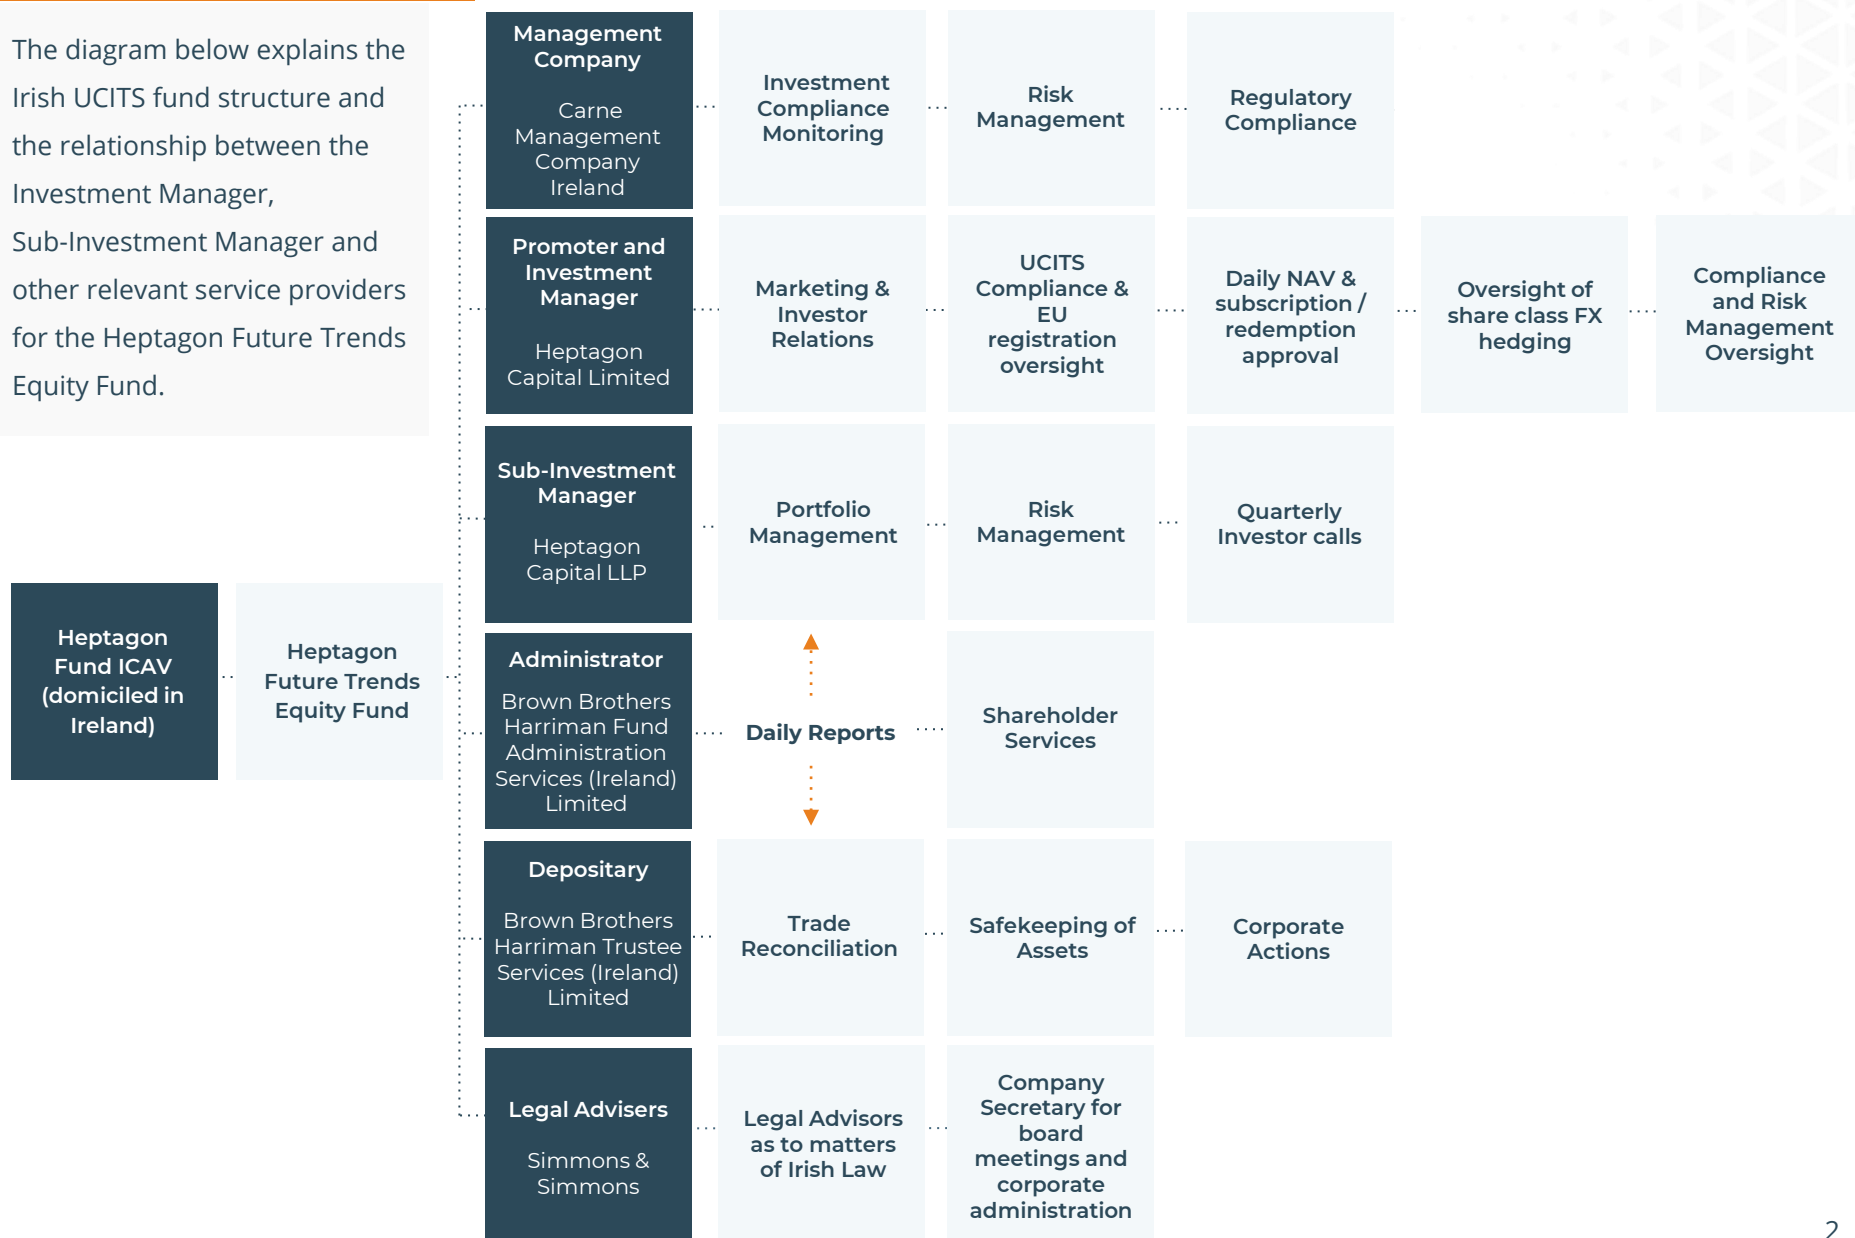 The diagram below explains the
Irish UCITS fund structure and
the relationship between the
Investment Manager,
Sub-Investment Manager and
other relevant service providers
for the Heptagon Future Trends
Equity Fund.
Heptagon
Fund ICAV
(domiciled in
Ireland)
Heptagon
Future Trends
Equity Fund
Management
Company
Carne
Management
Company
Ireland
Investment
Compliance
Monitoring
Risk
Management
Regulatory
Compliance
Promoter and
Investment
Manager
Heptagon
Capital Limited
Marketing &
Investor
Relations
UCITS
Compliance &
EU
registration
oversight
Daily NAV &
subscription /
redemption
approval
Oversight of
share class FX
hedging
Compliance
and Risk
Management
Oversight
Sub-Investment
Manager
Heptagon
Capital LLP
Portfolio
Management
Risk
Management
Quarterly
Investor calls
Administrator
Brown Brothers
Harriman Fund
Administration
Services (Ireland)
Limited
Daily Reports
Shareholder
Services
Depositary
Brown Brothers
Harriman Trustee
Services (Ireland)
Limited
Trade
Reconciliation
Safekeeping of
Assets
Corporate
Actions
Legal Advisers
Simmons &
Simmons
Legal Advisors
as to matters
of Irish Law
Company
Secretary for
board
meetings and
corporate
administration
2